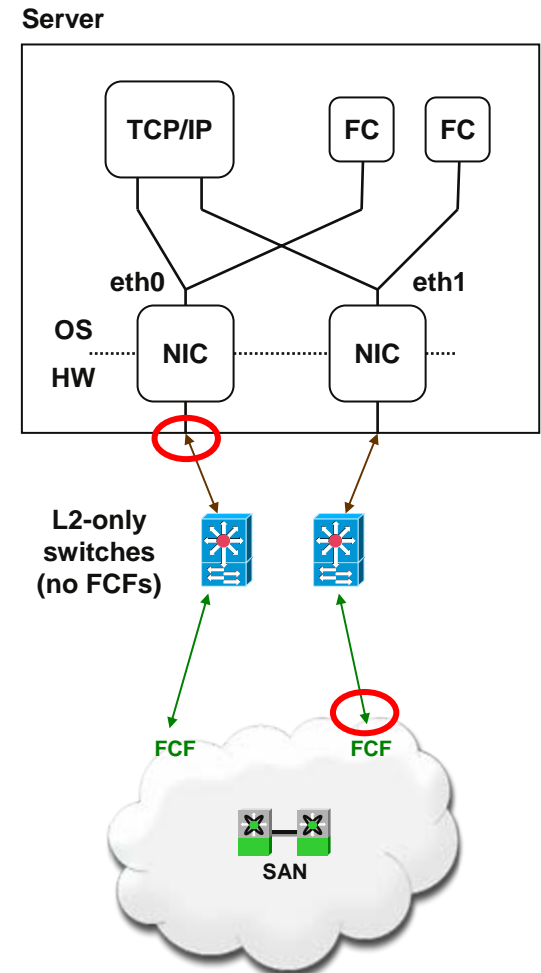 Server
TCP/IP
FC
FC
eth0
eth1
OS
NIC
NIC
HW
L2-only
switches
(no FCFs)
FCF
FCF
SAN